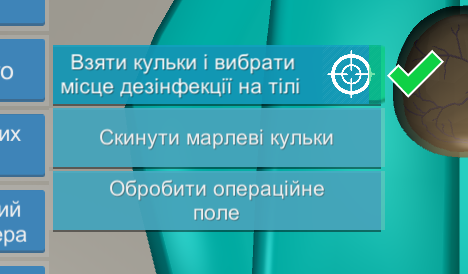 Взяти кульки і вибрати
місце дезінфекції на тілі
Скинути марлеві кульки
Обробити операційне
поле